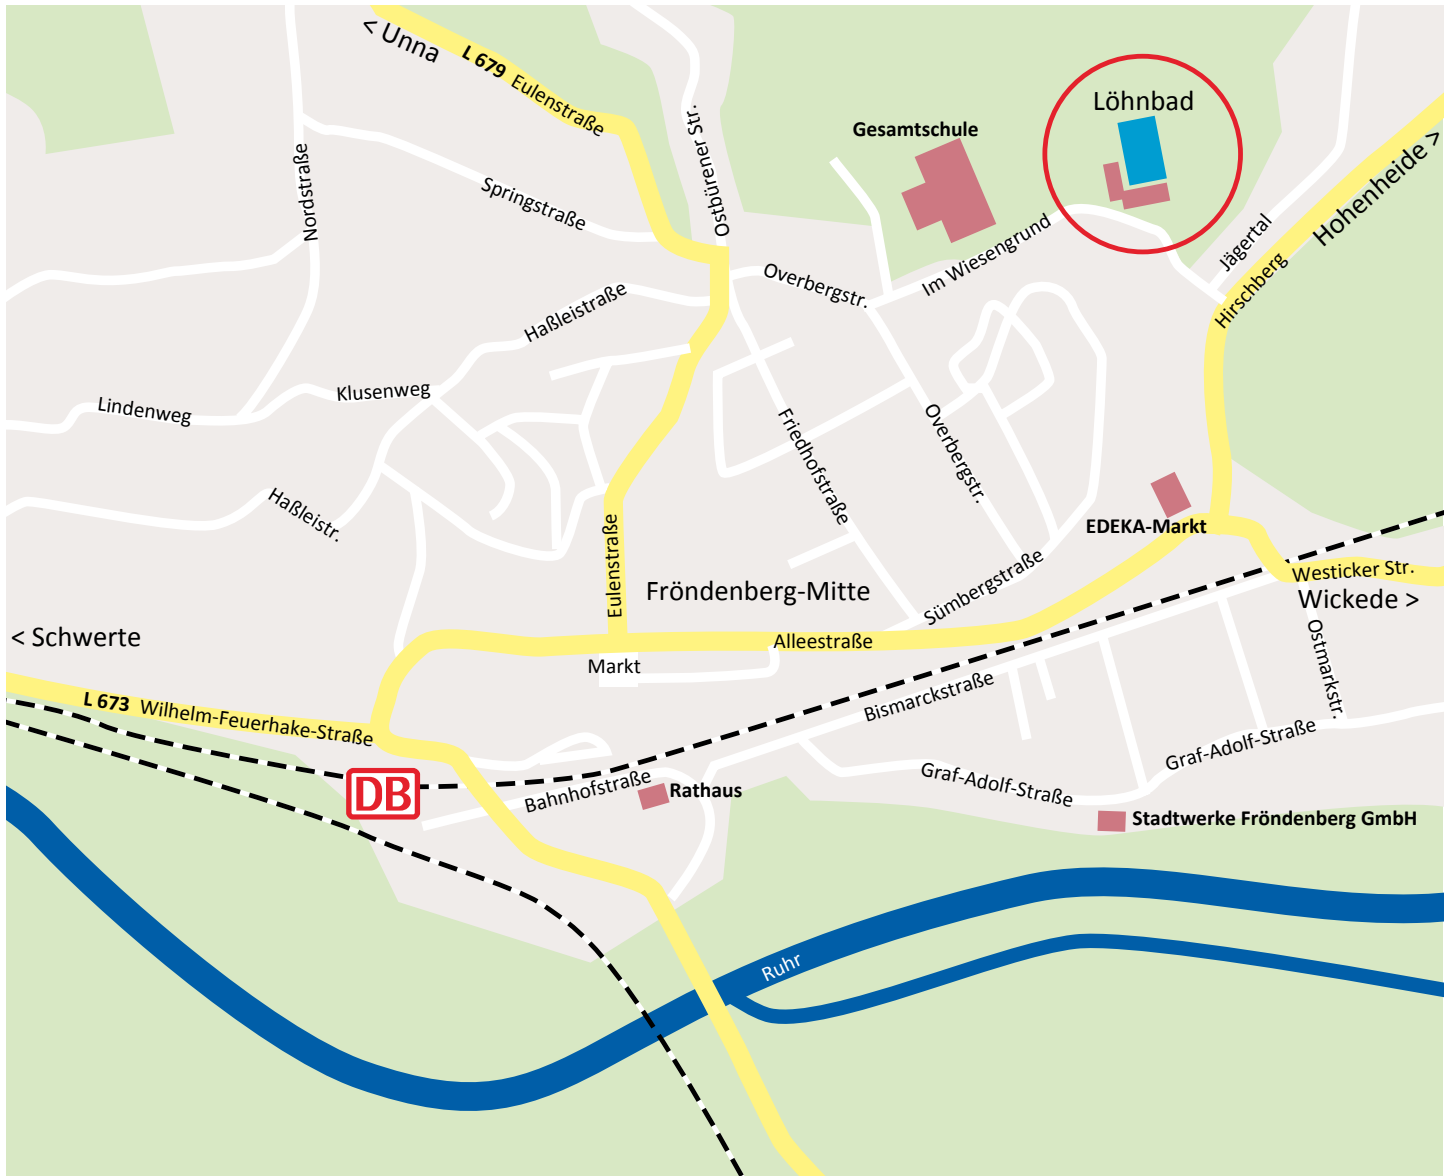 < Unna
L 679 Eulenstraße
Ostbürener Str.
Löhnbad
Gesamtschule
Hohenheide >
Nordstraße
Springstraße
Jägertal
Im Wiesengrund
Overbergstr.
Hirschberg
Haßleistraße
Klusenweg
Lindenweg
Friedhofstraße
Overbergstr.
Haßleistr.
EDEKA-Markt
Eulenstraße
Fröndenberg-Mitte
Sümbergstraße
Westicker Str.
Wickede >
< Schwerte
Alleestraße
Markt
Ostmarkstr.
L 673 Wilhelm-Feuerhake-Straße
Bismarckstraße
Graf-Adolf-Straße
DB
Bahnhofstraße
Rathaus
Graf-Adolf-Straße
Stadtwerke Fröndenberg GmbH
Ruhr